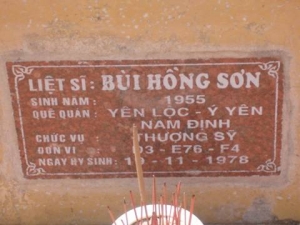 LIỆT SĨ: BÙI HỒNG SƠN
SINH NĂM: 1955
QUÊ QUÁN: YÊN LỘC - Ý YÊN
NAM ĐỊNH
CHỨC VỤ THƯỢNG SỸ
ĐƠN VỊ D3 - E76 - F4
NGÀY HY SINH: 19 - 11 - 1978